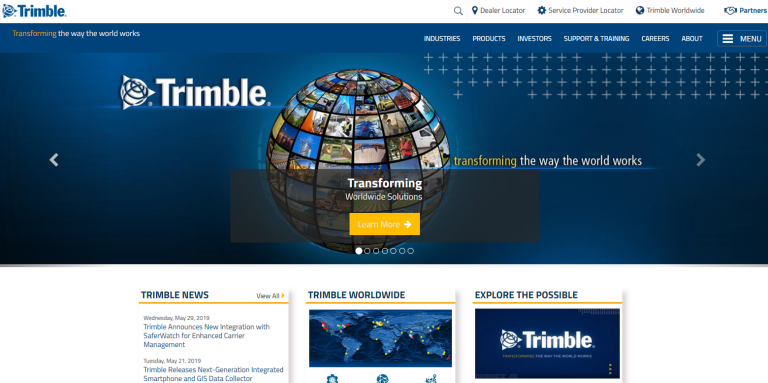 Trimble.
Dealer Locator
Service Provider Locator
Trimble Worldwide
Partners
Transforming the way the world works
INDUSTRIES
PRODUCTS
INVESTORS
SUPPORT & TRAINING
CAREERS
ABOUT
MENU
Trimble.
transforming the way the world works
Transforming
Worldwide Solutions
Learn More
TRIMBLE NEWS
View All
Wednesday, May 29, 2019
Trimble Announces New Integration with
SaferWatch for Enhanced Carrier
Management
Tuesday, May 21, 2019
Trimble Releases Next-Generation Integrated
Smartphone and GIS Data Collector
TRIMBLE WORLDWIDE
EXPLORE THE POSSIBLE
Trimble
TRANSFORMING THE WAY THE WORLD WORKS